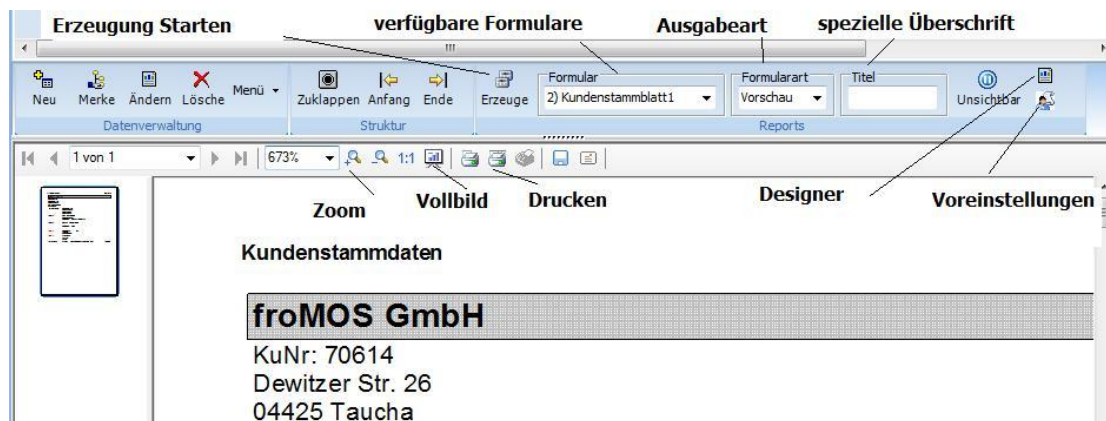 Erzeugung Starten verfügbare Formulare Ausgabeart spezielle Überschrift
Formular Formularart Titel
Neu Merke Ändern Lösche Menü Zuklappen Anfang Ende Erzeuge 2) Kundenstammblatt1 Vorschau Unsichtbar
Datenverwaltung Struktur Reports
1 von 1 673% 1:1
Zoom Vollbild Drucken Designer Voreinstellungen
Kundenstammdaten
froMOS GmbH
KuNr: 70614
Dewitzer Str. 26
04425 Taucha